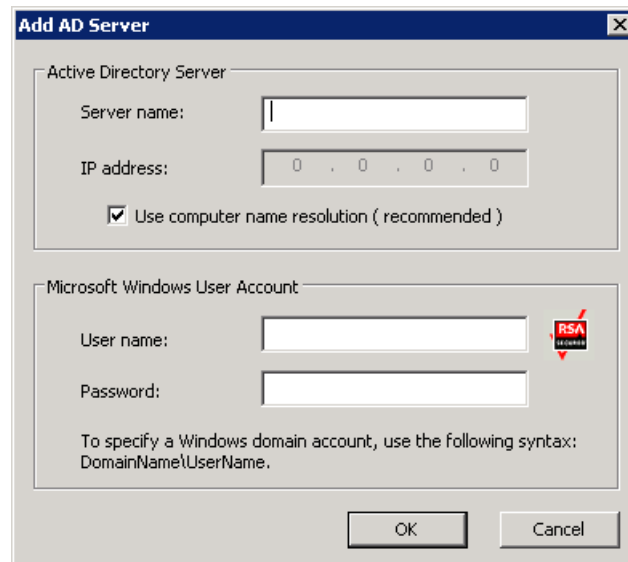 Add AD Server
Active Directory Server
Server name:
IP address:
0 . 0 . 0 . 0
Use computer name resolution ( recommended )
Microsoft Windows User Account
User name:
RSA
SECURED
Password:
To specify a Windows domain account, use the following syntax:
DomainName\UserName.
OK
Cancel